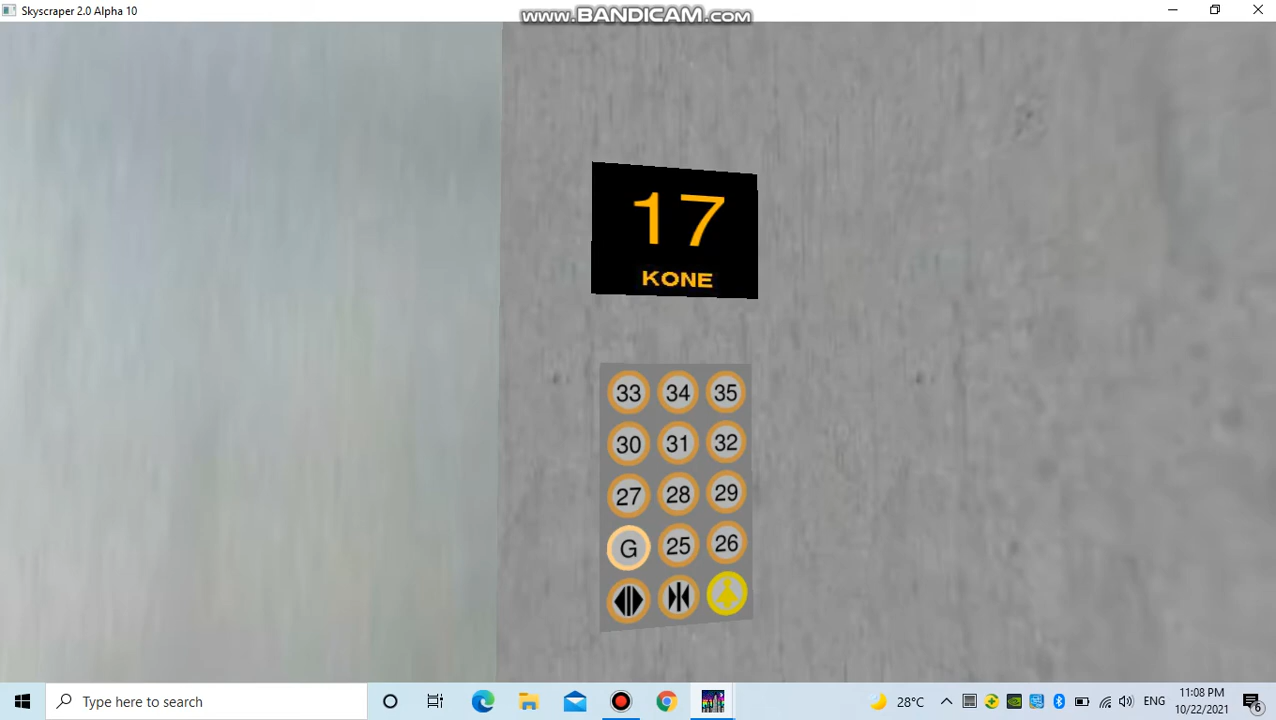 Skyscraper 2.0 Alpha 10
www.BANDICAM.com
17
KONE
33 34 35
30 31 32
27 28 29
G 25 26
Type here to search
28°C
ENG
11:08 PM
10/22/2021
6